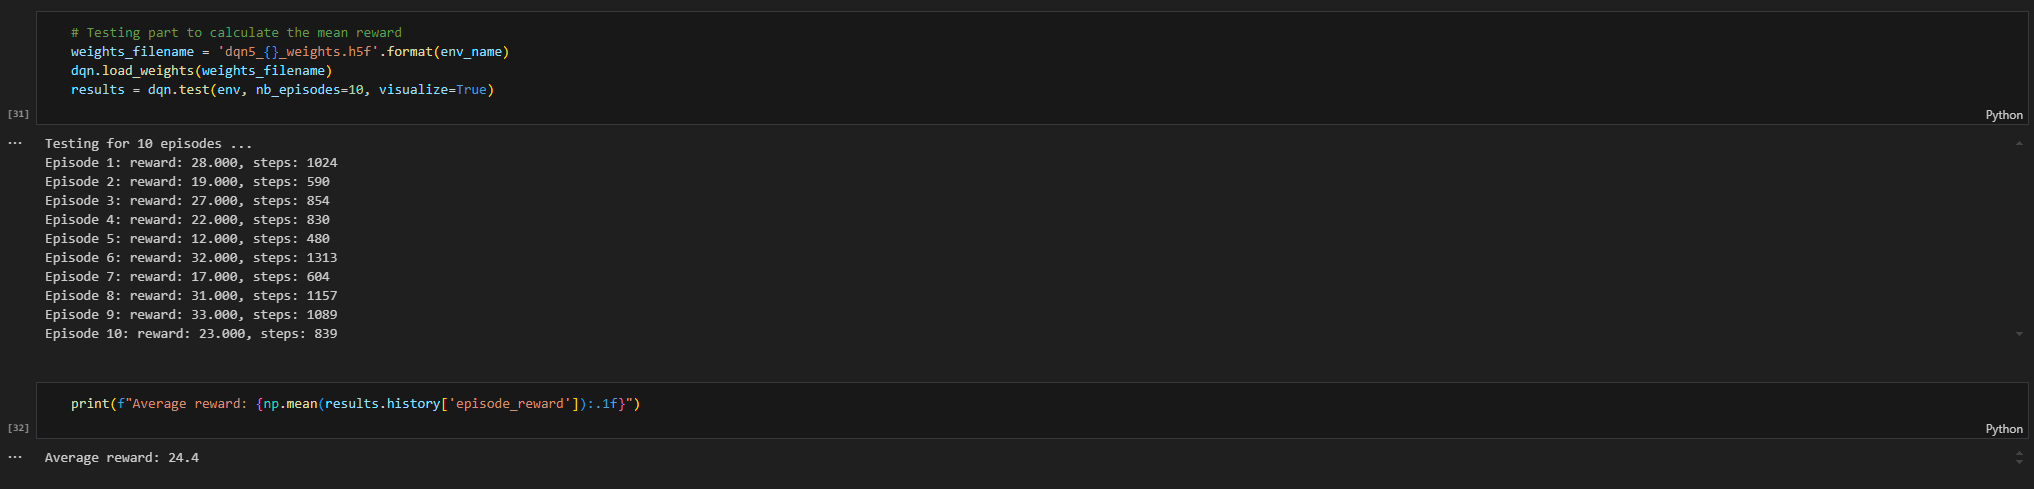 # Testing part to calculate the mean reward
weights_filename = 'dqn5_{}_weights.h5f'.format(env_name)
dqn.load_weights(weights_filename)
results = dqn.test(env, nb_episodes=10, visualize=True)
[31]
Python
Testing for 10 episodes ...
Episode 1: reward: 28.000, steps: 1024
Episode 2: reward: 19.000, steps: 590
Episode 3: reward: 27.000, steps: 854
Episode 4: reward: 22.000, steps: 830
Episode 5: reward: 12.000, steps: 480
Episode 6: reward: 32.000, steps: 1313
Episode 7: reward: 17.000, steps: 604
Episode 8: reward: 31.000, steps: 1157
Episode 9: reward: 33.000, steps: 1089
Episode 10: reward: 23.000, steps: 839
print(f"Average reward: {np.mean(results.history['episode_reward']):.1f}")
[32]
Python
Average reward: 24.4